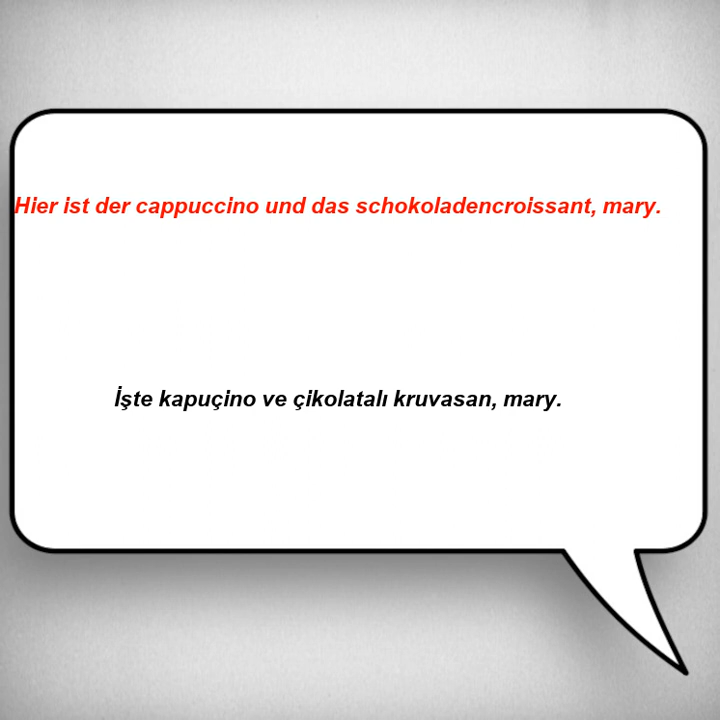 Hier ist der cappuccino und das schokoladencroissant, mary.
İşte kapuçino ve çikolatalı kruvasan, mary.